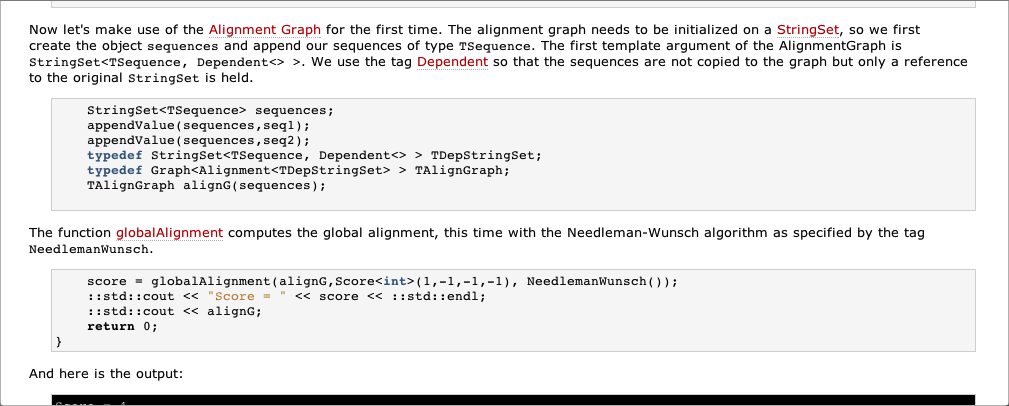 Now let's make use of the Alignment Graph for the first time. The alignment graph needs to be initialized on a StringSet, so we first
create the object sequences and append our sequences of type TSequence. The first template argument of the AlignmentGraph is
StringSet<TSequence, Dependent<> >. We use the tag Dependent so that the sequences are not copied to the graph but only a reference
to the original StringSet is held.
StringSet<TSequence> sequences;
appendValue(sequences,seq1);
appendValue(sequences,seq2);
typedef StringSet<TSequence, Dependent<> > TDepStringSet;
typedef Graph<Alignment<TDepStringSet> > TAlignGraph;
TAlignGraph alignG(sequences);
The function globalAlignment computes the global alignment, this time with the Needleman-Wunsch algorithm as specified by the tag
NeedlemanWunsch.
score = globalAlignment(alignG,Score<int>(1,-1,-1,-1), NeedlemanWunsch());
::std::cout << "Score = " << score << ::std::endl;
::std::cout << alignG;
return 0;
}
And here is the output: